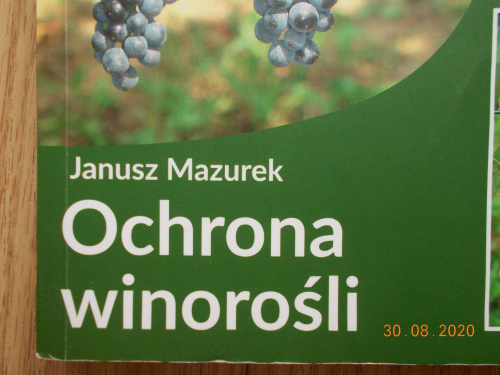 Janusz Mazurek
Ochrona
winorośli
30.08.2020